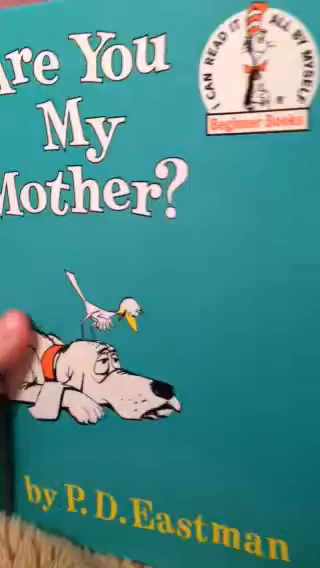 Are You
My
Mother?
I CAN READ IT ALL BY MYSELF
Beginner Books
by P. D. Eastman